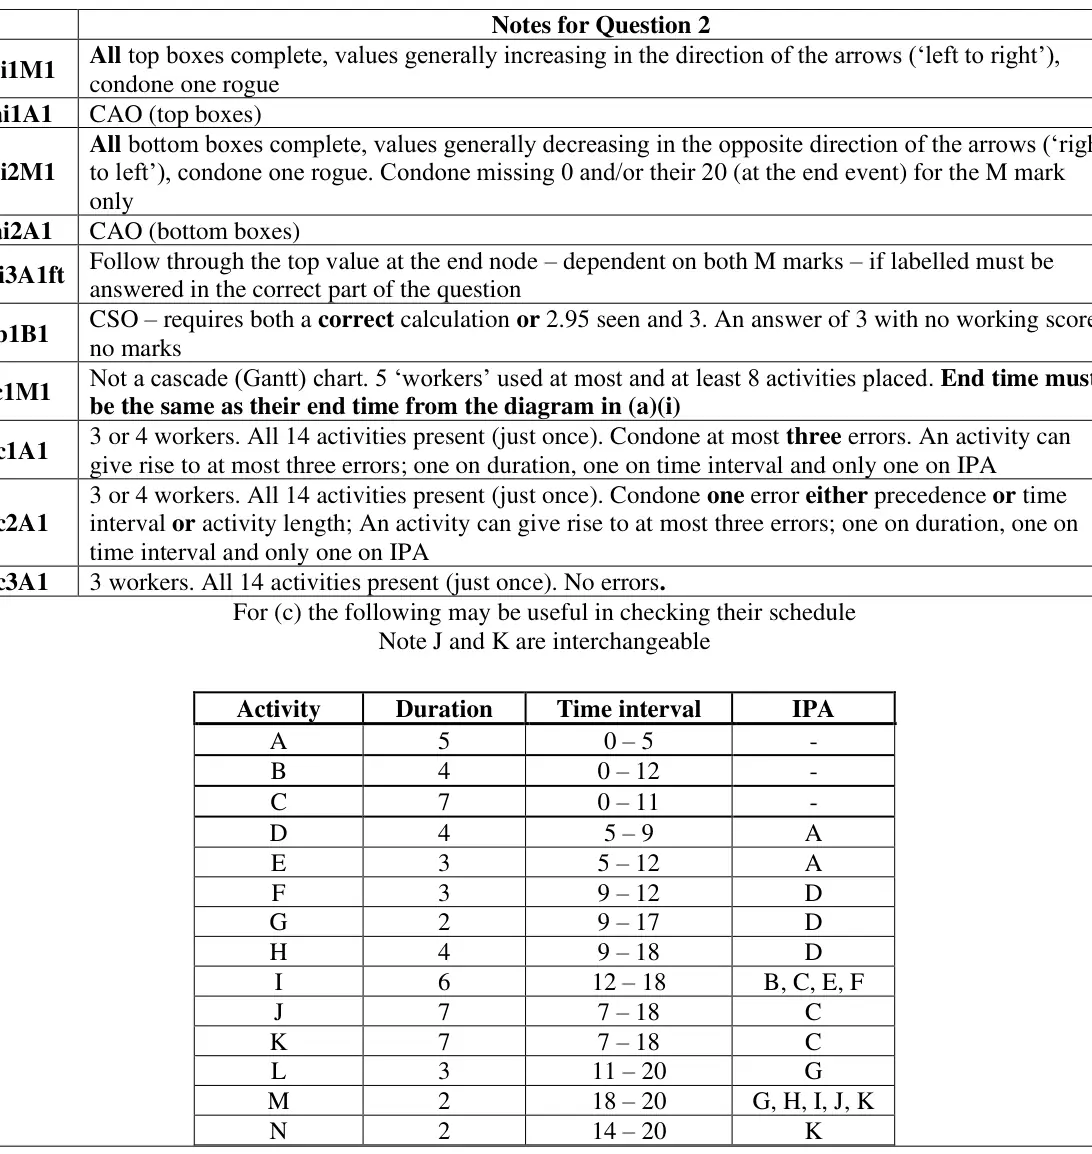 Notes for Question 2
i1M1 All top boxes complete, values generally increasing in the direction of the arrows (‘left to right’),
condone one rogue
i1A1 CAO (top boxes)
i2M1 All bottom boxes complete, values generally decreasing in the opposite direction of the arrows (‘righ
to left’), condone one rogue. Condone missing 0 and/or their 20 (at the end event) for the M mark
only
i2A1 CAO (bottom boxes)
i3A1ft Follow through the top value at the end node – dependent on both M marks – if labelled must be
answered in the correct part of the question
b1B1 CSO – requires both a correct calculation or 2.95 seen and 3. An answer of 3 with no working score
no marks
c1M1 Not a cascade (Gantt) chart. 5 ‘workers’ used at most and at least 8 activities placed. End time must
be the same as their end time from the diagram in (a)(i)
c1A1 3 or 4 workers. All 14 activities present (just once). Condone at most three errors. An activity can
give rise to at most three errors; one on duration, one on time interval and only one on IPA
c2A1 3 or 4 workers. All 14 activities present (just once). Condone one error either precedence or time
interval or activity length; An activity can give rise to at most three errors; one on duration, one on
time interval and only one on IPA
c3A1 3 workers. All 14 activities present (just once). No errors.
For (c) the following may be useful in checking their schedule
Note J and K are interchangeable
Activity Duration Time interval IPA
A 5 0 – 5 -
B 4 0 – 12 -
C 7 0 – 11 -
D 4 5 – 9 A
E 3 5 – 12 A
F 3 9 – 12 D
G 2 9 – 17 D
H 4 9 – 18 D
I 6 12 – 18 B, C, E, F
J 7 7 – 18 C
K 7 7 – 18 C
L 3 11 – 20 G
M 2 18 – 20 G, H, I, J, K
N 2 14 – 20 K